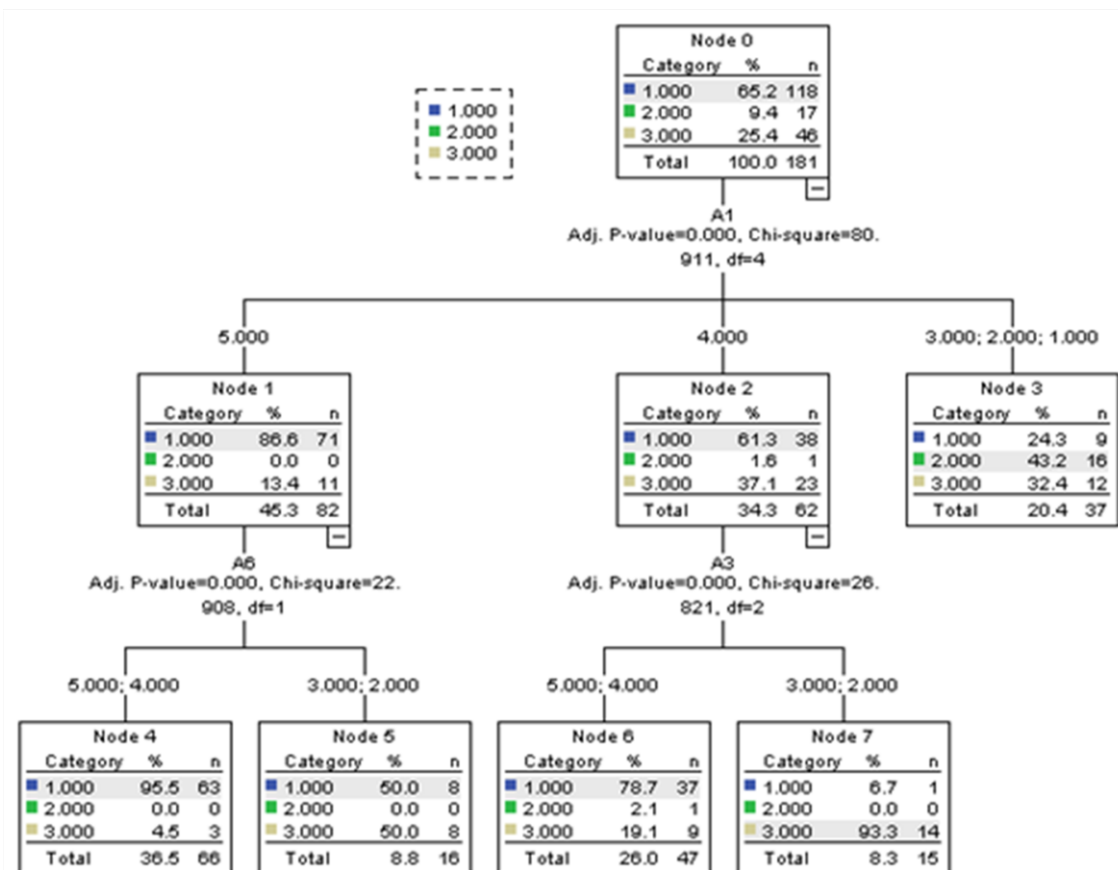 Node 0
Category % n
1.000 65.2 118
2.000 9.4 17
3.000 25.4 46
Total 100.0 181
1.000
2.000
3.000
A1
Adj. P-value=0.000, Chi-square=80.
911, df=4
5.000
4.000
3.000; 2.000; 1.000
Node 1
Category % n
1.000 86.6 71
2.000 0.0 0
3.000 13.4 11
Total 45.3 82
Node 2
Category % n
1.000 61.3 38
2.000 1.6 1
3.000 37.1 23
Total 34.3 62
Node 3
Category % n
1.000 24.3 9
2.000 43.2 16
3.000 32.4 12
Total 20.4 37
A6
Adj. P-value=0.000, Chi-square=22.
908, df=1
A3
Adj. P-value=0.000, Chi-square=26.
821, df=2
5.000; 4.000
3.000; 2.000
5.000; 4.000
3.000; 2.000
Node 4
Category % n
1.000 95.5 63
2.000 0.0 0
3.000 4.5 3
Total 36.5 66
Node 5
Category % n
1.000 50.0 8
2.000 0.0 0
3.000 50.0 8
Total 8.8 16
Node 6
Category % n
1.000 78.7 37
2.000 2.1 1
3.000 19.1 9
Total 26.0 47
Node 7
Category % n
1.000 6.7 1
2.000 0.0 0
3.000 93.3 14
Total 8.3 15